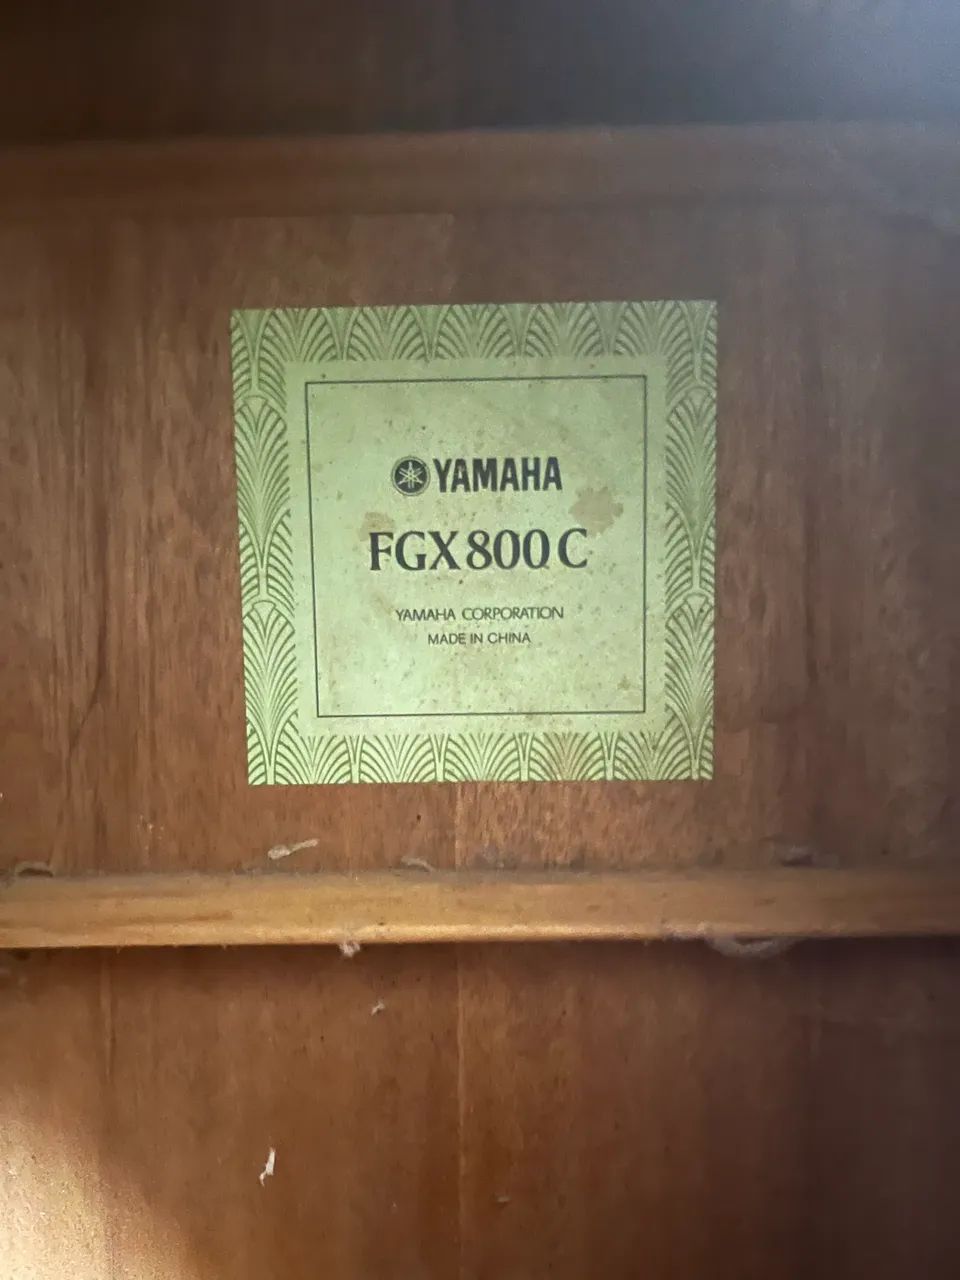 YAMAHA
FGX800C
YAMAHA CORPORATION
MADE IN CHINA